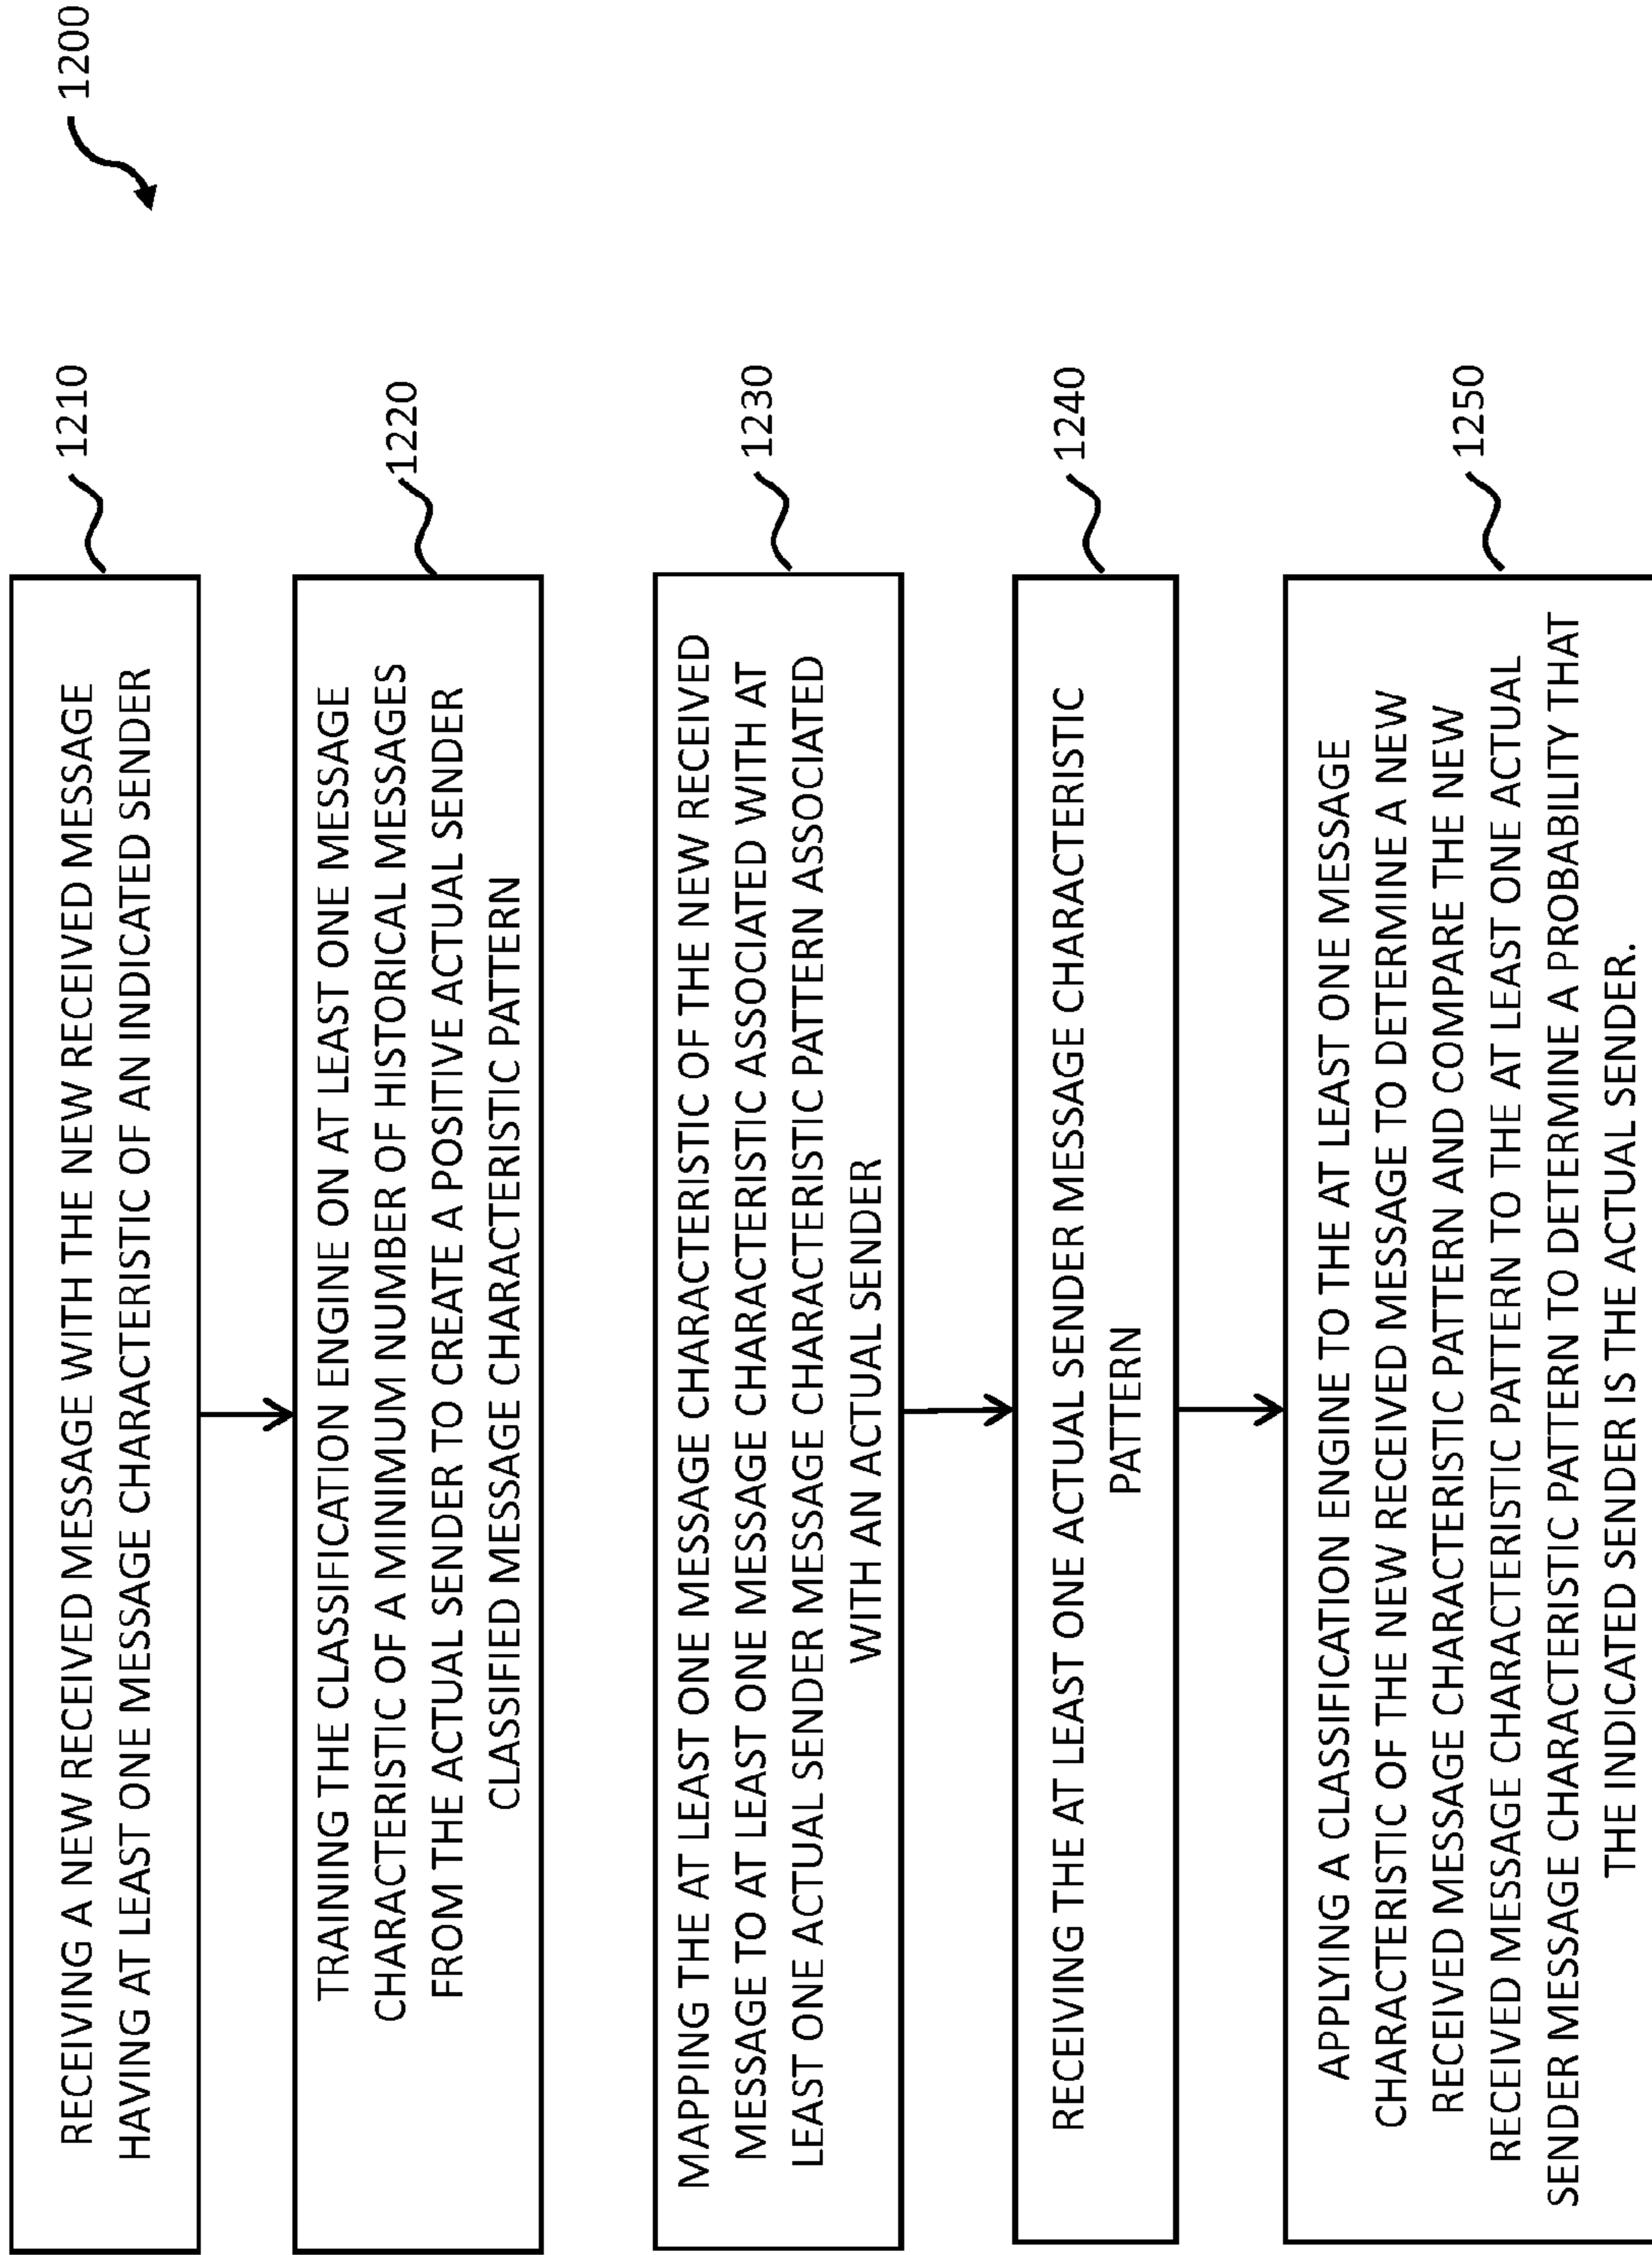 1200
RECEIVING A NEW RECEIVED MESSAGE WITH THE NEW RECEIVED MESSAGE
HAVING AT LEAST ONE MESSAGE CHARACTERISTIC OF AN INDICATED SENDER
1210
TRAINING THE CLASSIFICATION ENGINE ON AT LEAST ONE MESSAGE
CHARACTERISTIC OF A MINIMUM NUMBER OF HISTORICAL MESSAGES
FROM THE ACTUAL SENDER TO CREATE A POSITIVE ACTUAL SENDER
CLASSIFIED MESSAGE CHARACTERISTIC PATTERN
1220
MAPPING THE AT LEAST ONE MESSAGE CHARACTERISTIC OF THE NEW RECEIVED
MESSAGE TO AT LEAST ONE MESSAGE CHARACTERISTIC ASSOCIATED WITH AT
LEAST ONE ACTUAL SENDER MESSAGE CHARACTERISTIC PATTERN ASSOCIATED
WITH AN ACTUAL SENDER
1230
RECEIVING THE AT LEAST ONE ACTUAL SENDER MESSAGE CHARACTERISTIC
PATTERN
1240
APPLYING A CLASSIFICATION ENGINE TO THE AT LEAST ONE MESSAGE
CHARACTERISTIC OF THE NEW RECEIVED MESSAGE TO DETERMINE A NEW
RECEIVED MESSAGE CHARACTERISTIC PATTERN AND COMPARE THE NEW
RECEIVED MESSAGE CHARACTERISTIC PATTERN TO THE AT LEAST ONE ACTUAL
SENDER MESSAGE CHARACTERISTIC PATTERN TO DETERMINE A PROBABILITY THAT
THE INDICATED SENDER IS THE ACTUAL SENDER.
1250